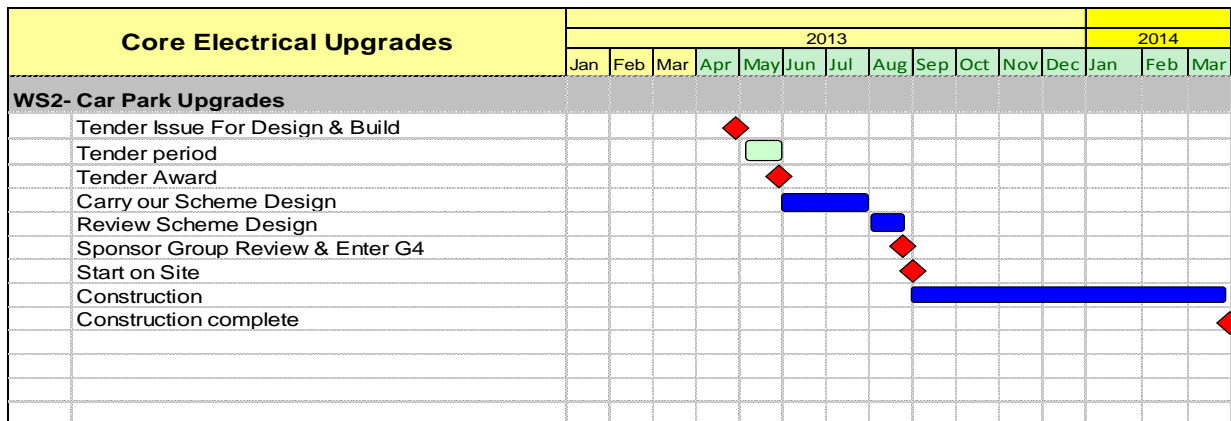 Core Electrical Upgrades
2013 2014
Jan Feb Mar Apr May Jun Jul Aug Sep Oct Nov Dec Jan Feb Mar
WS2- Car Park Upgrades
Tender Issue For Design & Build
Tender period
Tender Award
Carry our Scheme Design
Review Scheme Design
Sponsor Group Review & Enter G4
Start on Site
Construction
Construction complete